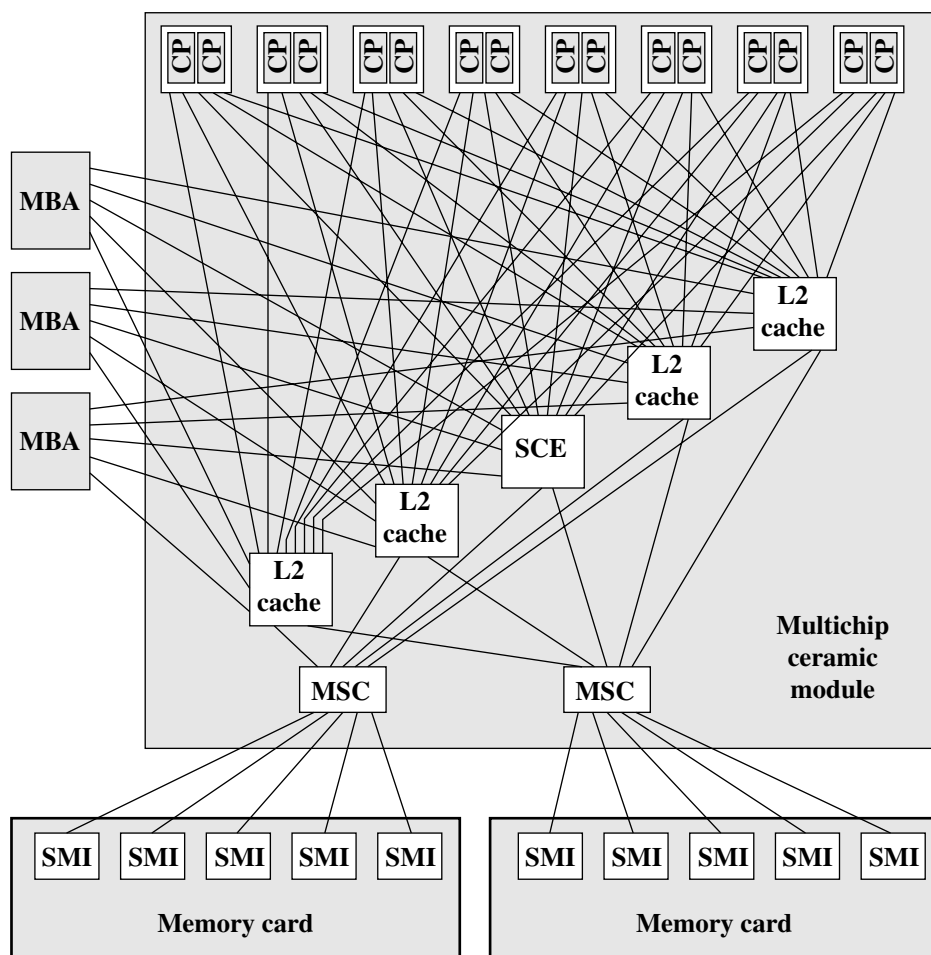 CP CP CP CP CP CP CP CP CP CP CP CP CP CP CP CP
MBA
MBA
MBA
L2
cache
L2
cache
SCE
L2
cache
L2
cache
Multichip
ceramic
module
MSC MSC
SMI SMI SMI SMI SMI SMI SMI SMI SMI SMI
Memory card Memory card